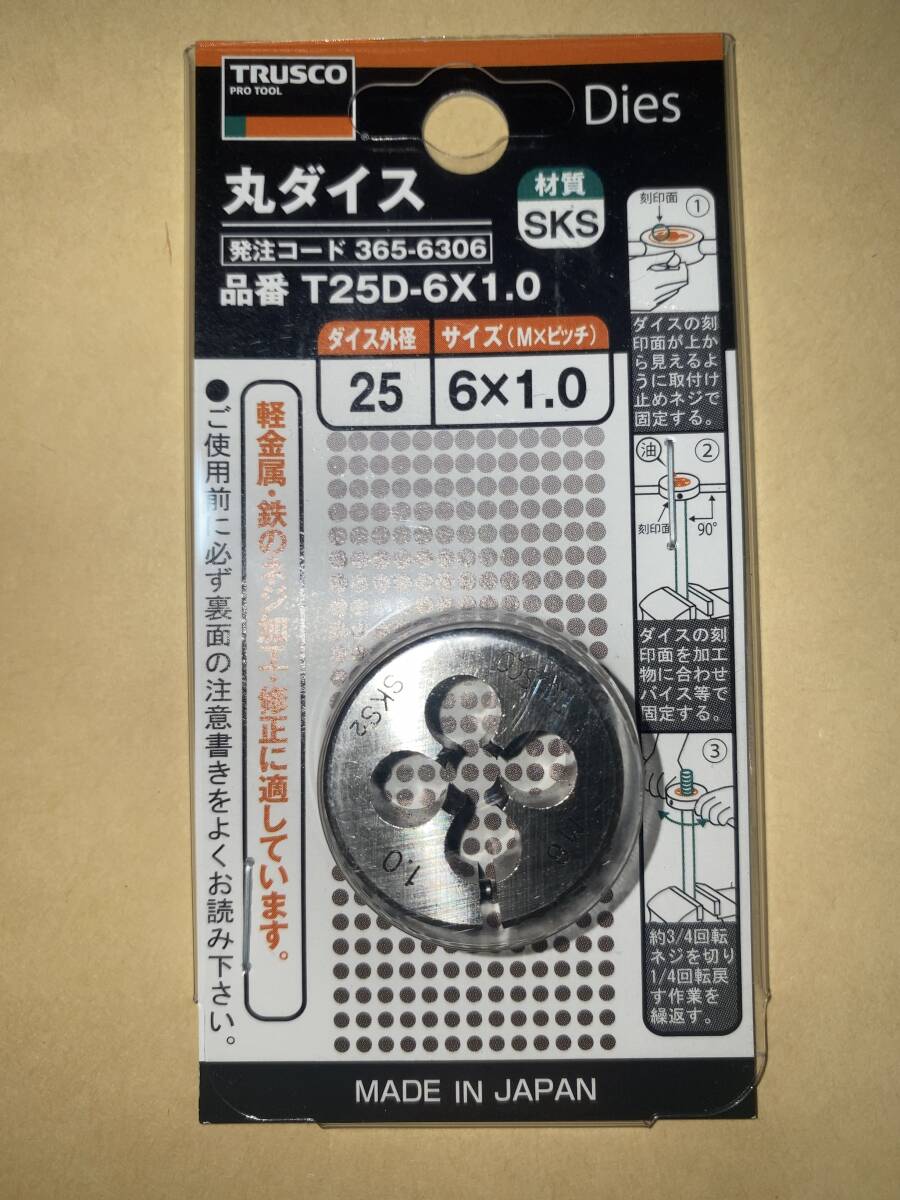 TRUSCO
PRO TOOL
Dies
丸ダイス
材質
SKS
発注コード 365-6306
品番 T25D-6X1.0
ダイス外径
サイズ(M×ピッチ)
25
6×1.0
軽金属・鉄のネジ加工・修正に適しています。
●ご使用前に必ず裏面の注意書きをよくお読み下さい。
刻印面
①
ダイスの刻
印面が上か
ら見えるよ
うに取付け
止めネジで
固定する。
油
②
刻印面
90°
ダイスの刻
印面を加工
物に合わせ
バイス等で
固定する。
③
約3/4回転
ネジを切り
1/4回転戻
す作業を
繰返す。
SKS2
1.0
MADE IN JAPAN